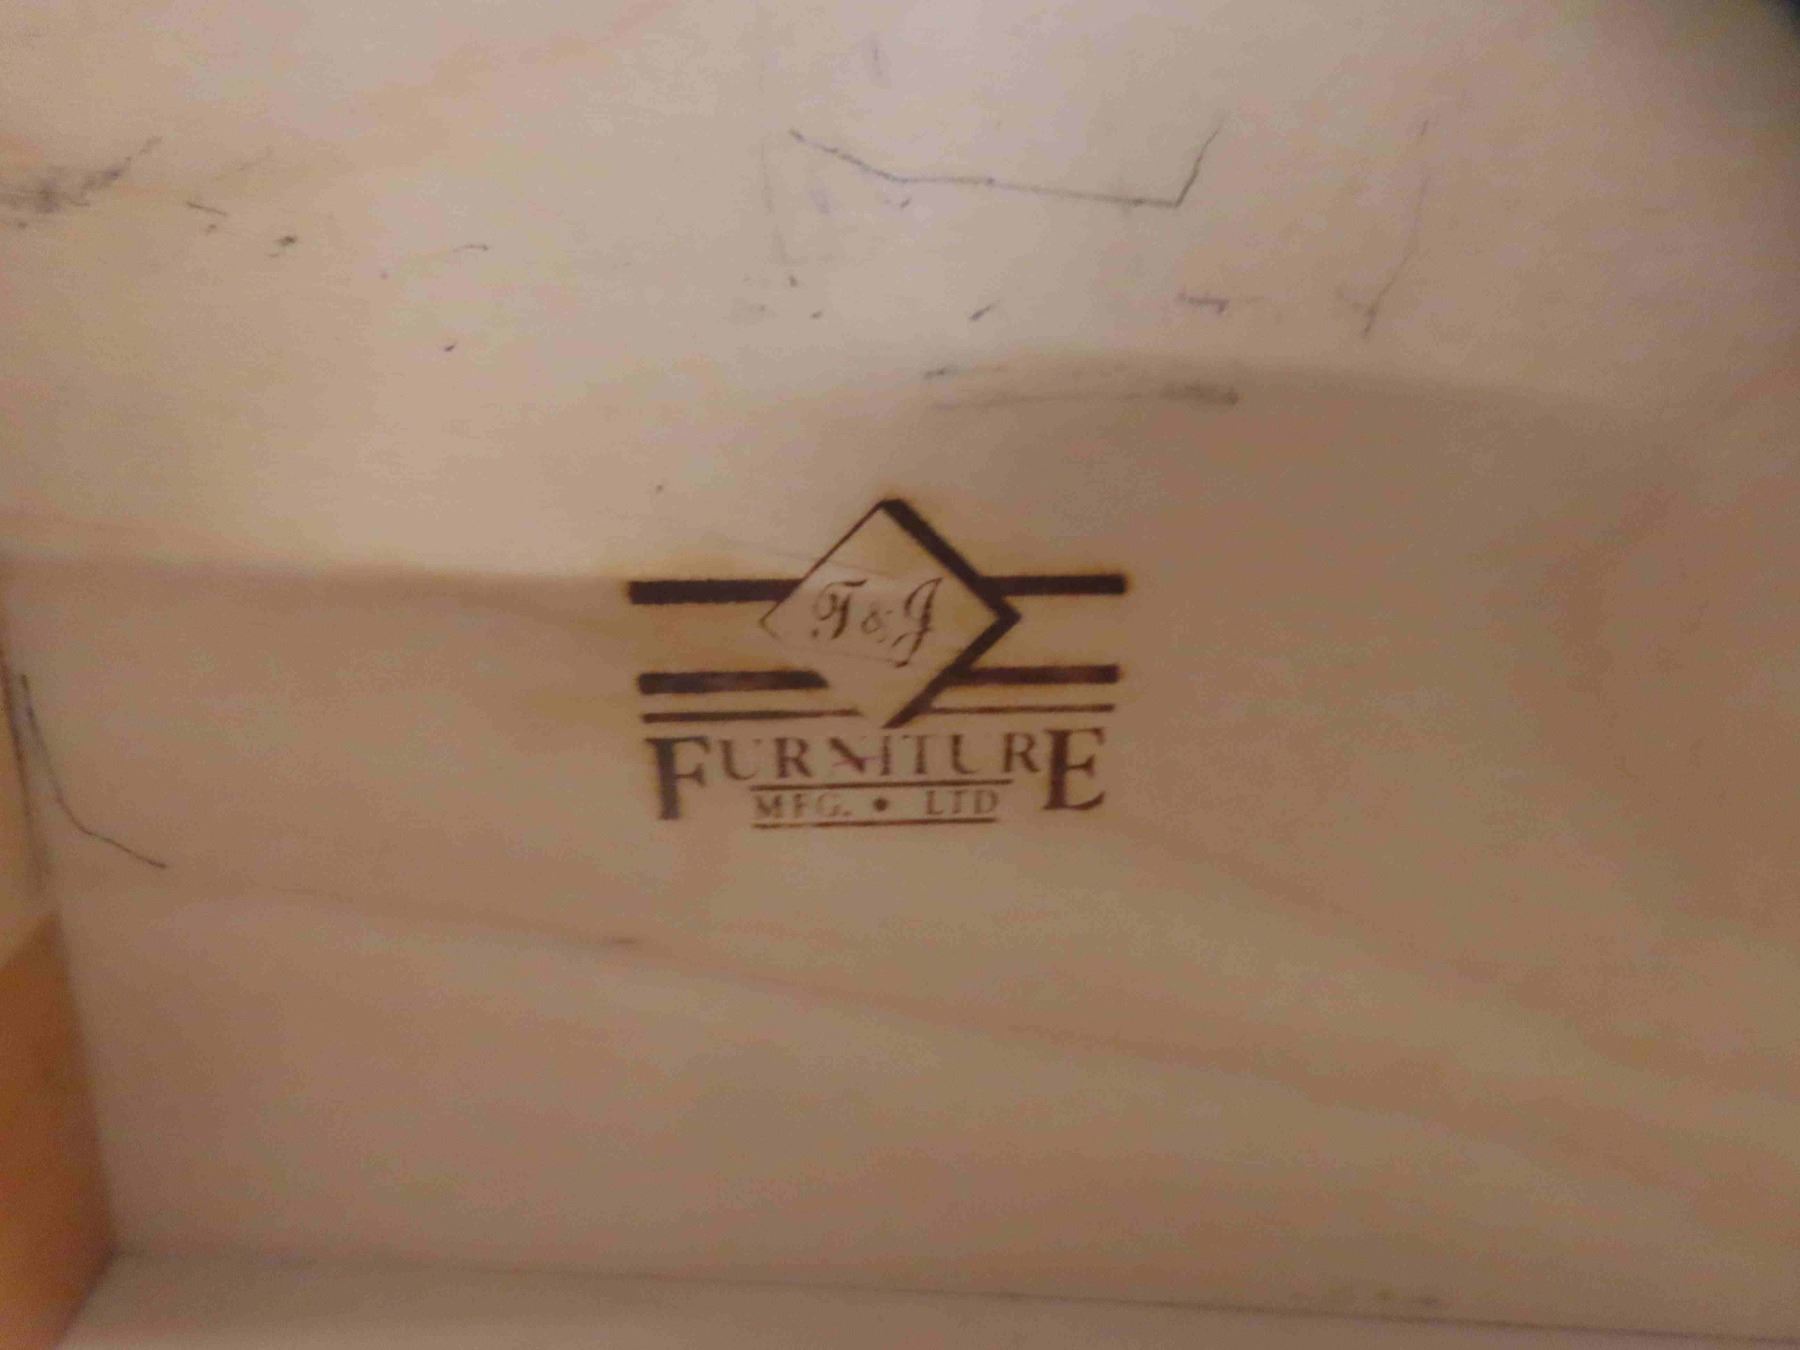 T & J
FURNITURE
MFG. • LTD